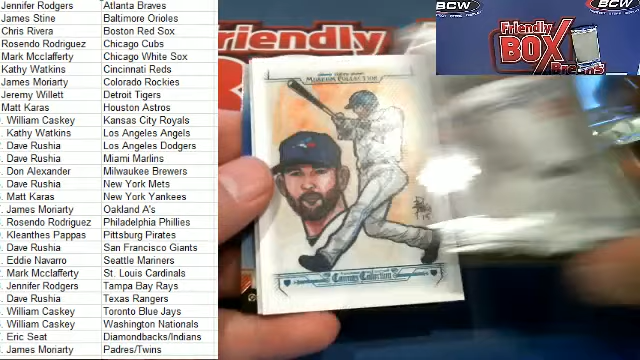 Jennifer Rodgers Atlanta Braves
James Stine Baltimore Orioles
Chris Rivera Boston Red Sox
Rosendo Rodriguez Chicago Cubs
Mark Mcclafferty Chicago White Sox
Kathy Watkins Cincinnati Reds
James Moriarty Colorado Rockies
Jeremy Willett Detroit Tigers
Matt Karas Houston Astros
William Caskey Kansas City Royals
Kathy Watkins Los Angeles Angels
Dave Rushia Los Angeles Dodgers
Dave Rushia Miami Marlins
Don Alexander Milwaukee Brewers
Dave Rushia New York Mets
Matt Karas New York Yankees
James Moriarty Oakland A's
Rosendo Rodriguez Philadelphia Phillies
Kleanthes Pappas Pittsburg Pirates
Dave Rushia San Francisco Giants
Eddie Navarro Seattle Mariners
Mark Mcclafferty St. Louis Cardinals
Jennifer Rodgers Tampa Bay Rays
Dave Rushia Texas Rangers
William Caskey Toronto Blue Jays
William Caskey Washington Nationals
Eric Seat Diamondbacks/Indians
James Moriarty Padres/Twins
BCW
BCW
Friendly
BOX
Breaks
Friendly
Museum Collection
Canvas Collection